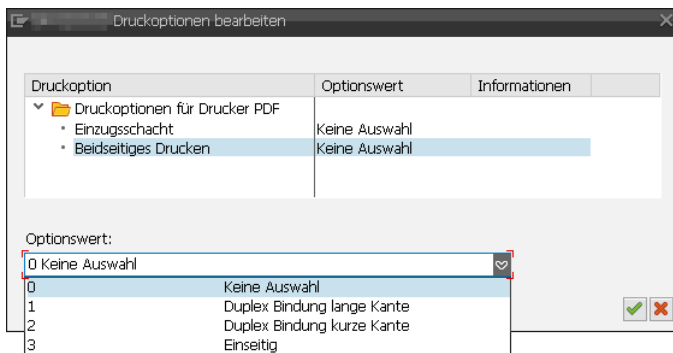 Druckoptionen bearbeiten
Druckoption Optionswert Informationen
Druckoptionen für Drucker PDF
Einzugsschacht Keine Auswahl
Beidseitiges Drucken Keine Auswahl
Optionswert:
0 Keine Auswahl
0 Keine Auswahl
1 Duplex Bindung lange Kante
2 Duplex Bindung kurze Kante
3 Einseitig